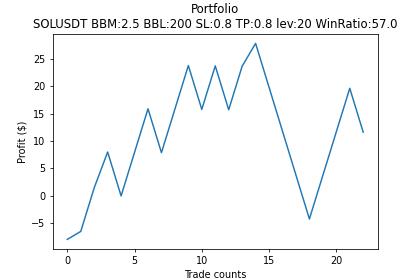 Portfolio
SOLUSDT BBM:2.5 BBL:200 SL:0.8 TP:0.8 lev:20 WinRatio:57.0
25
20
15
10
5
0
−5
Profit ($)
0 5 10 15 20
Trade counts